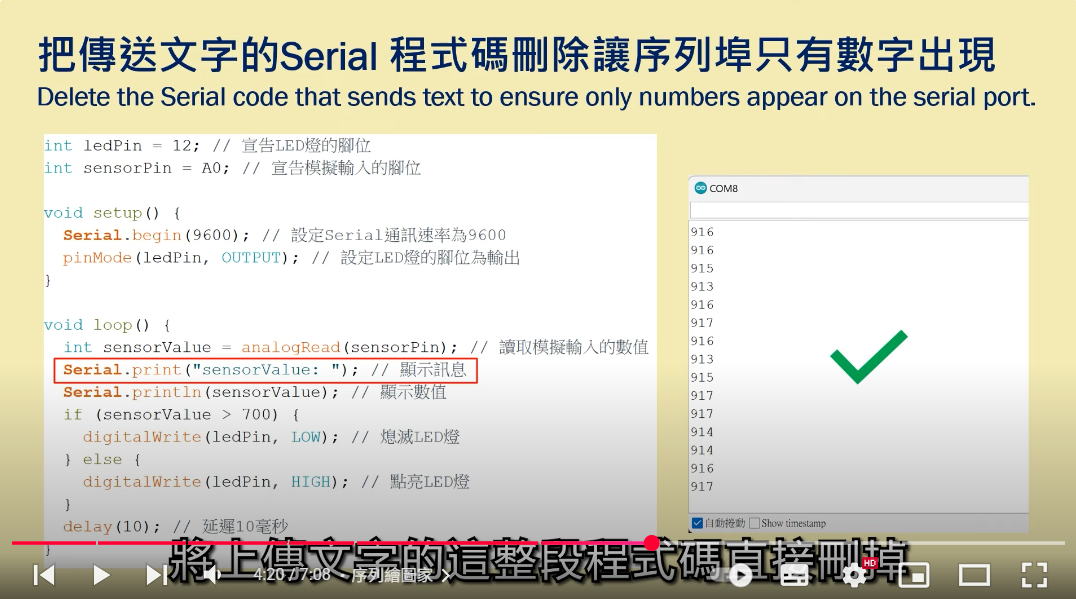 把傳送文字的Serial 程式碼刪除讓序列埠只有數字出現
Delete the Serial code that sends text to ensure only numbers appear on the serial port.
int ledPin = 12; // 宣告LED燈的腳位
int sensorPin = A0; // 宣告模擬輸入的腳位
void setup() {
Serial.begin(9600); // 設定Serial通訊速率為9600
pinMode(ledPin, OUTPUT); // 設定LED燈的腳位為輸出
}
void loop() {
int sensorValue = analogRead(sensorPin); // 讀取模擬輸入的數值
Serial.print("sensorValue: "); // 顯示訊息
Serial.println(sensorValue); // 顯示數值
if (sensorValue > 700) {
digitalWrite(ledPin, LOW); // 熄滅LED燈
} else {
digitalWrite(ledPin, HIGH); // 點亮LED燈
}
delay(10); // 延遲10毫秒
}
COM8
916
916
915
913
916
917
916
913
915
917
917
914
914
916
917
自動捲動 Show timestamp
將上傳文字的這整段程式碼直接刪掉
4:20 / 7:08 • 序列繪圖家
HD